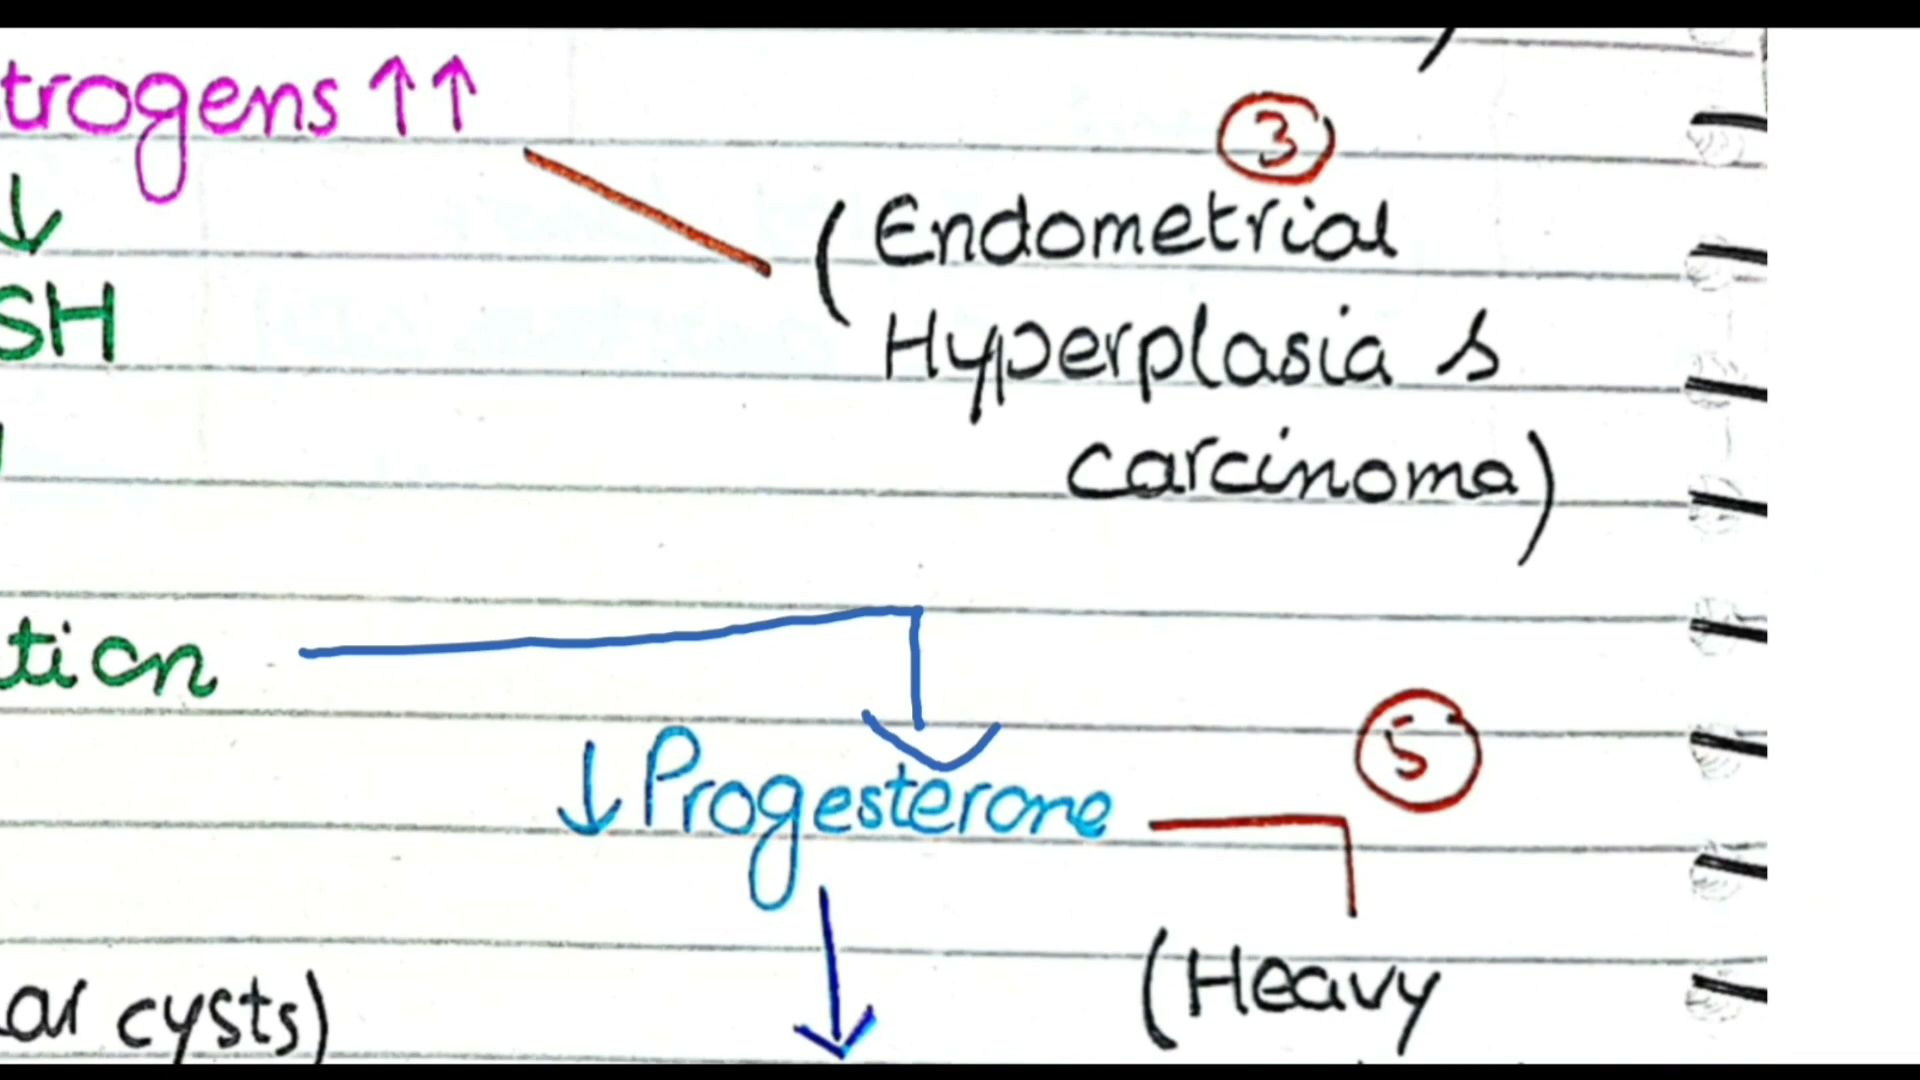 trogens ↑↑
③
↓
(Endometrial
SH
Hyperplasia &
carcinoma)
tion
⑤
↓ Progesterone
↓
(Heavy
ar cysts)